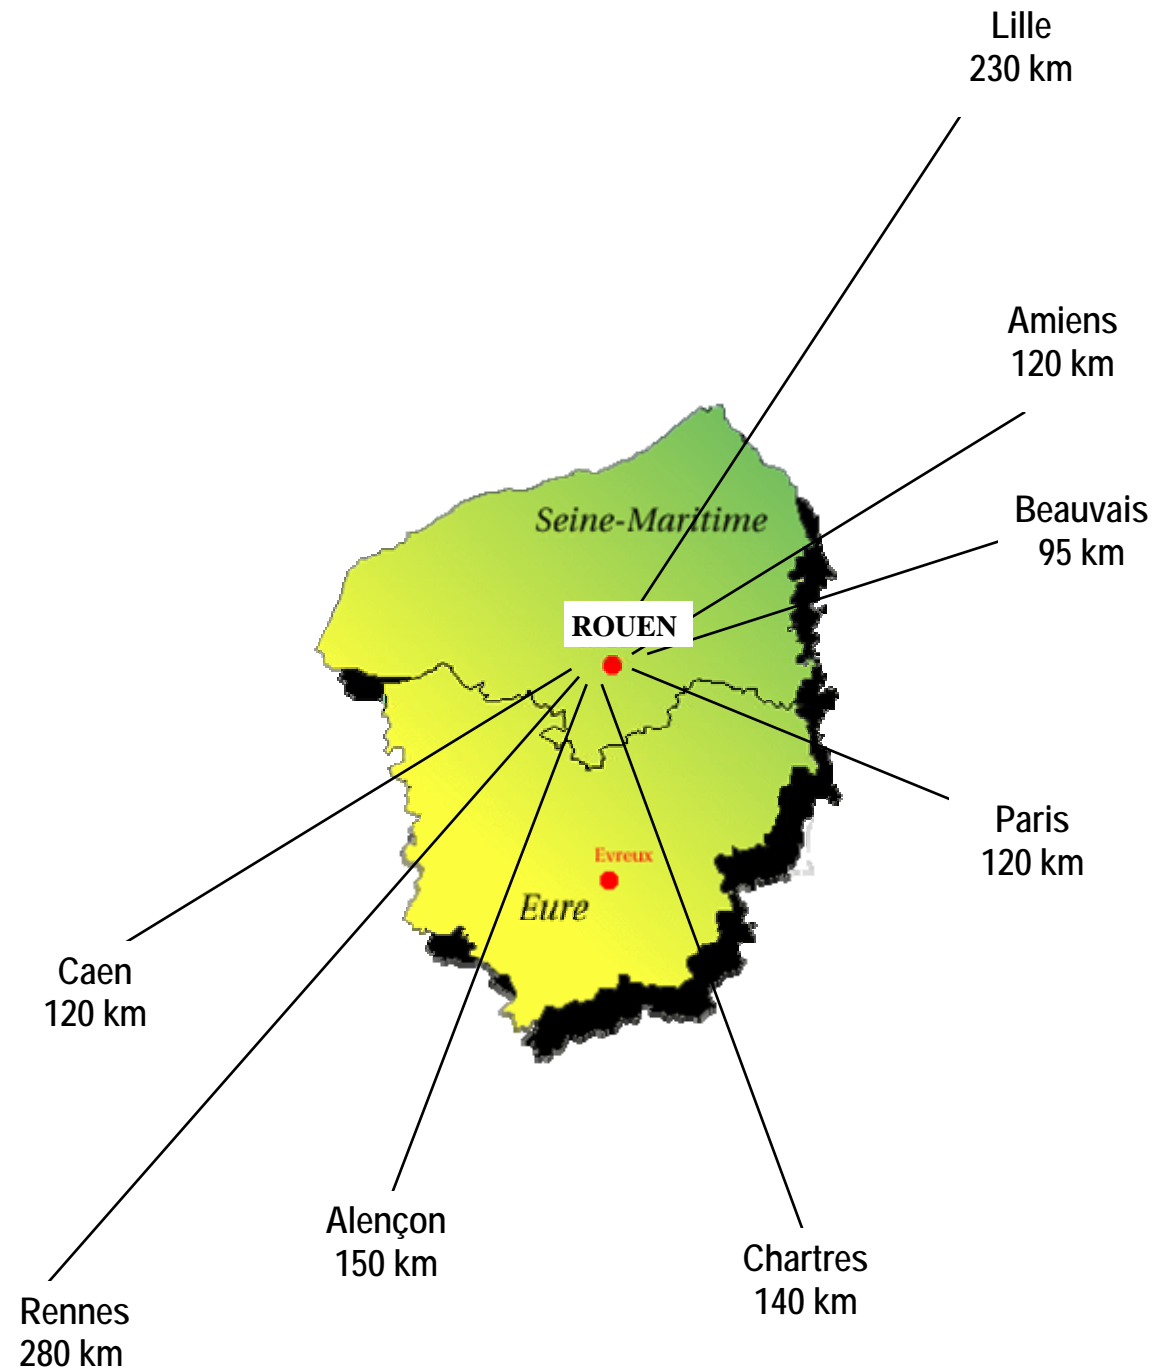 Lille
230 km
Amiens
120 km
Seine-Maritime
Beauvais
95 km
ROUEN
Paris
120 km
Evreux
Eure
Caen
120 km
Alençon
150 km
Chartres
140 km
Rennes
280 km